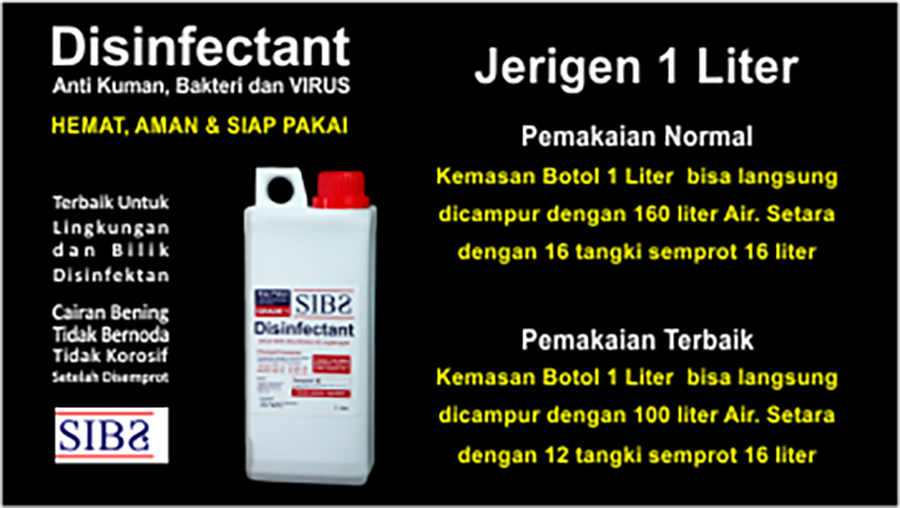 Disinfectant
Anti Kuman, Bakteri dan VIRUS
HEMAT, AMAN & SIAP PAKAI
Terbaik Untuk
Lingkungan
dan Bilik
Disinfektan
Cairan Bening
Tidak Bernoda
Tidak Korosif
Setelah Disemprot
SIBS
SIBS
Disinfectant
Jerigen 1 Liter
Pemakaian Normal
Kemasan Botol 1 Liter bisa langsung
dicampur dengan 160 liter Air. Setara
dengan 16 tangki semprot 16 liter
Pemakaian Terbaik
Kemasan Botol 1 Liter bisa langsung
dicampur dengan 100 liter Air. Setara
dengan 12 tangki semprot 16 liter